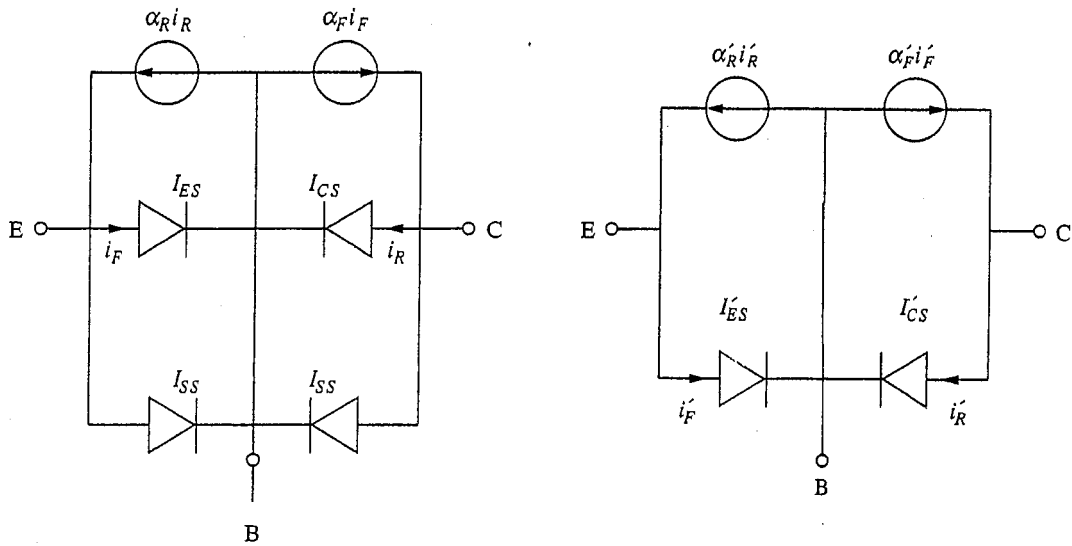 α_R i_R
α_F i_F
I_ES
I_CS
E
i_F
i_R
C
I_SS
I_SS
B
α′_R i′_R
α′_F i′_F
E
C
I′_ES
I′_CS
i′_F
i′_R
B